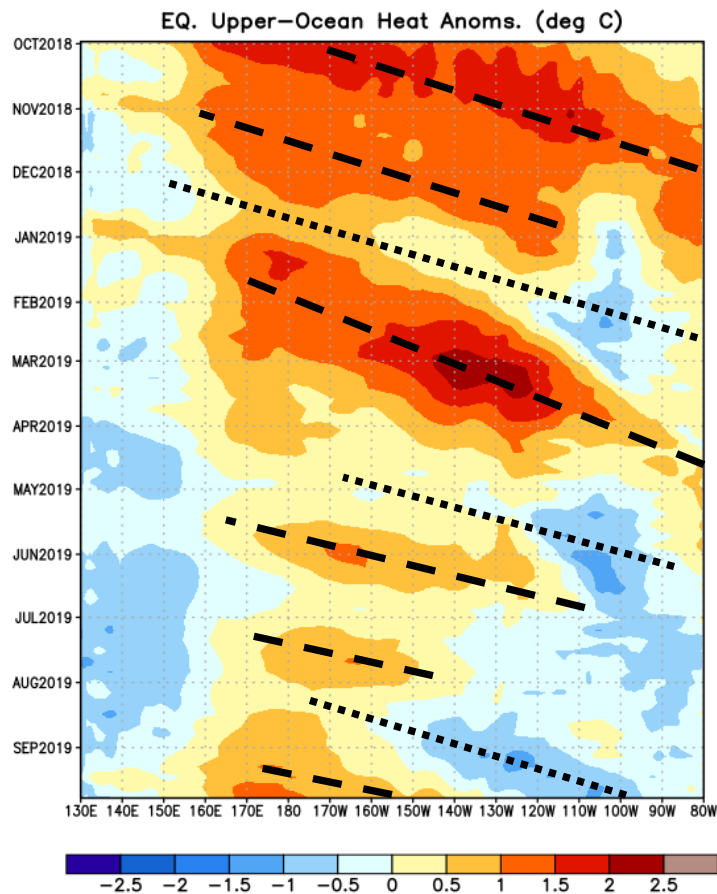 EQ. Upper-Ocean Heat Anoms. (deg C)
OCT2018
NOV2018
DEC2018
JAN2019
FEB2019
MAR2019
APR2019
MAY2019
JUN2019
JUL2019
AUG2019
SEP2019
130E 140E 150E 160E 170E 180 170W 160W 150W 140W 130W 120W 110W 100W 90W 80W
-2.5 -2 -1.5 -1 -0.5 0 0.5 1 1.5 2 2.5